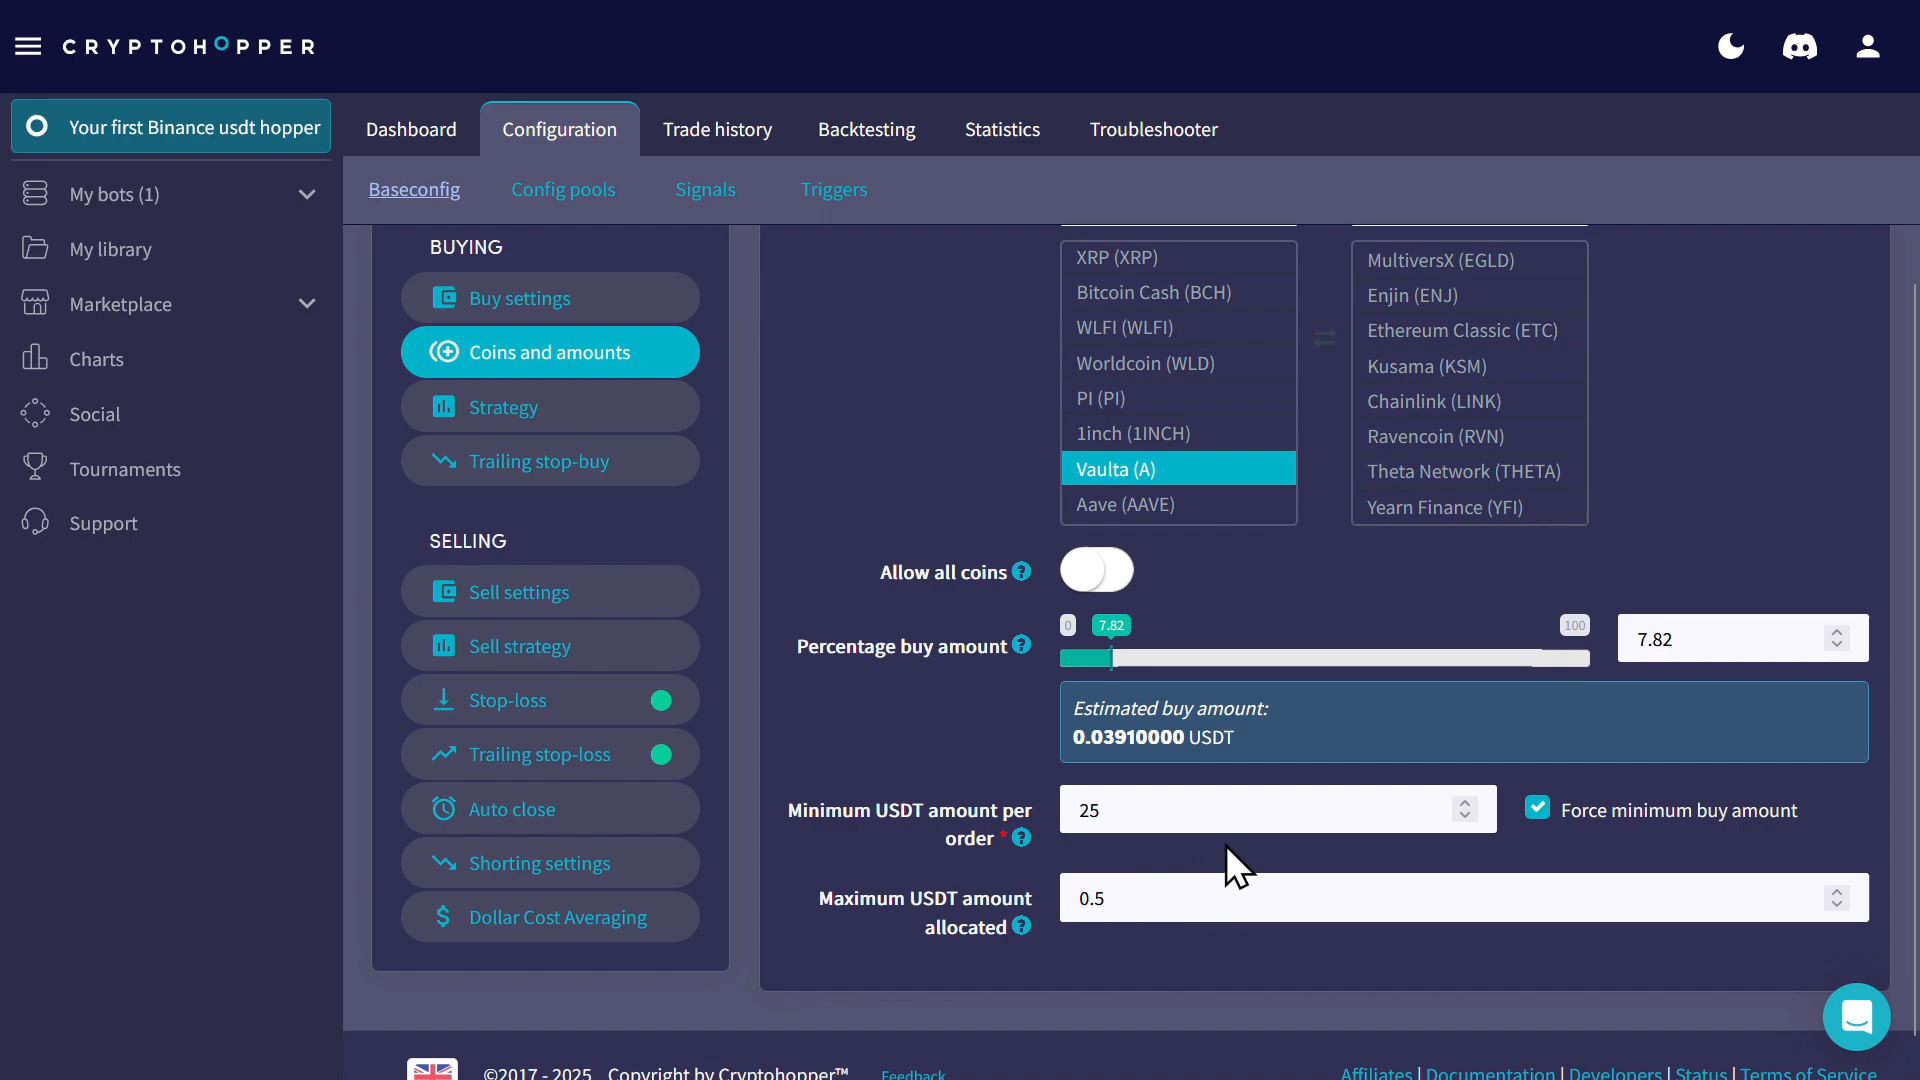 CRYPTOHOPPER
Your first Binance usdt hopper
My bots (1)
My library
Marketplace
Charts
Social
Tournaments
Support
Dashboard
Configuration
Trade history
Backtesting
Statistics
Troubleshooter
Baseconfig
Config pools
Signals
Triggers
BUYING
Buy settings
Coins and amounts
Strategy
Trailing stop-buy
SELLING
Sell settings
Sell strategy
Stop-loss
Trailing stop-loss
Auto close
Shorting settings
Dollar Cost Averaging
XRP (XRP)
Bitcoin Cash (BCH)
WLFI (WLFI)
Worldcoin (WLD)
PI (PI)
1inch (1INCH)
Vaulta (A)
Aave (AAVE)
MultiversX (EGLD)
Enjin (ENJ)
Ethereum Classic (ETC)
Kusama (KSM)
Chainlink (LINK)
Ravencoin (RVN)
Theta Network (THETA)
Yearn Finance (YFI)
Allow all coins ?
Percentage buy amount ?
0
7.82
100
7.82
Estimated buy amount:
0.03910000 USDT
Minimum USDT amount per
order * ?
25
Force minimum buy amount
Maximum USDT amount
allocated ?
0.5
©2017 - 2025 Copyright by Cryptohopper™
Feedback
Affiliates | Documentation | Developers | Status | Terms of Service